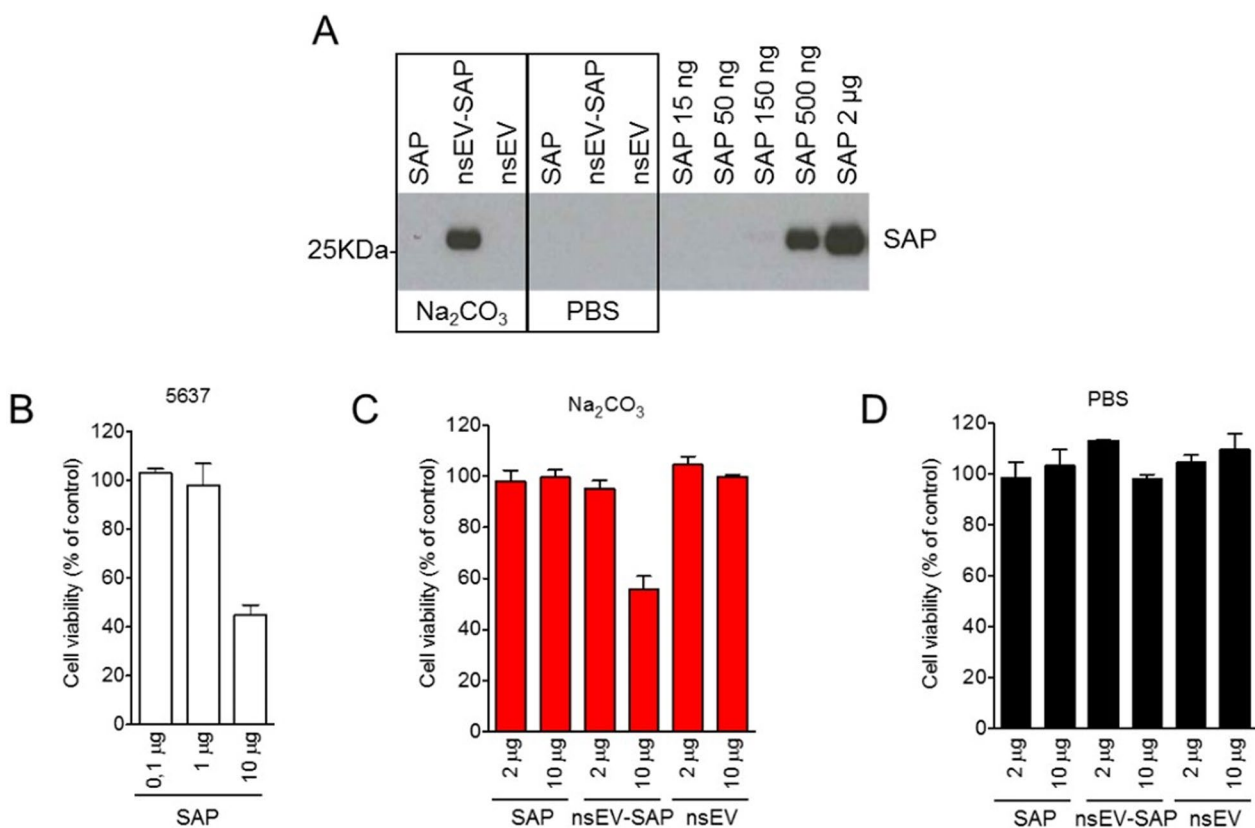 A
SAP
nsEV-SAP
nsEV
SAP
nsEV-SAP
nsEV
SAP 15 ng
SAP 50 ng
SAP 150 ng
SAP 500 ng
SAP 2 µg
25KDa
SAP
Na₂CO₃
PBS
B
5637
Cell viability (% of control)
120
100
80
60
40
20
0
0,1 µg
1 µg
10 µg
SAP
C
Na₂CO₃
Cell viability (% of control)
120
100
80
60
40
20
0
2 µg
10 µg
2 µg
10 µg
2 µg
10 µg
SAP
nsEV-SAP
nsEV
D
PBS
Cell viability (% of control)
120
100
80
60
40
20
0
2 µg
10 µg
2 µg
10 µg
2 µg
10 µg
SAP
nsEV-SAP
nsEV